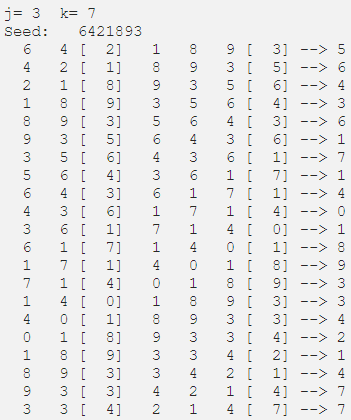 j= 3 k= 7
Seed: 6421893
6 4 [ 2] 1 8 9 [ 3] --> 5
4 2 [ 1] 8 9 3 [ 5] --> 6
2 1 [ 8] 9 3 5 [ 6] --> 4
1 8 [ 9] 3 5 6 [ 4] --> 3
8 9 [ 3] 5 6 4 [ 3] --> 6
9 3 [ 5] 6 4 3 [ 6] --> 1
3 5 [ 6] 4 3 6 [ 1] --> 7
5 6 [ 4] 3 6 1 [ 7] --> 1
6 4 [ 3] 6 1 7 [ 1] --> 4
4 3 [ 6] 1 7 1 [ 4] --> 0
3 6 [ 1] 7 1 4 [ 0] --> 1
6 1 [ 7] 1 4 0 [ 1] --> 8
1 7 [ 1] 4 0 1 [ 8] --> 9
7 1 [ 4] 0 1 8 [ 9] --> 3
1 4 [ 0] 1 8 9 [ 3] --> 3
4 0 [ 1] 8 9 3 [ 3] --> 4
0 1 [ 8] 9 3 3 [ 4] --> 2
1 8 [ 9] 3 3 4 [ 2] --> 1
8 9 [ 3] 3 4 2 [ 1] --> 4
9 3 [ 3] 4 2 1 [ 4] --> 7
3 3 [ 4] 2 1 4 [ 7] --> 1